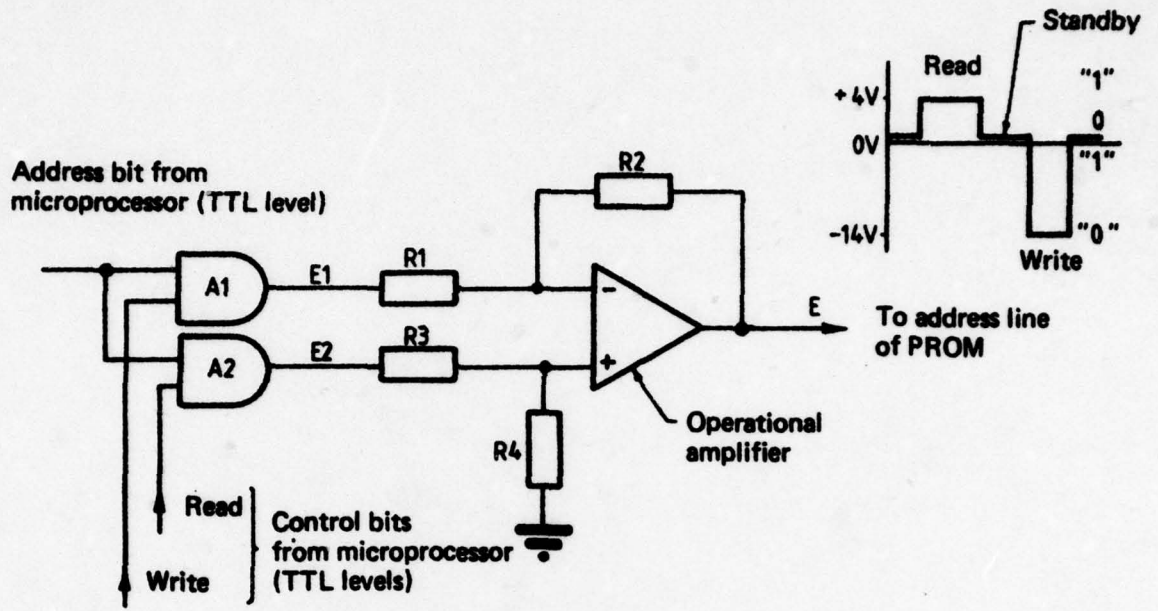 Standby
Read
"1"
+4V
0
0V
"1"
-14V
"0"
Write
Address bit from
microprocessor (TTL level)
R2
A1
E1
R1
-
E
To address line
of PROM
A2
E2
R3
+
Operational
amplifier
R4
Read
Control bits
from microprocessor
(TTL levels)
Write